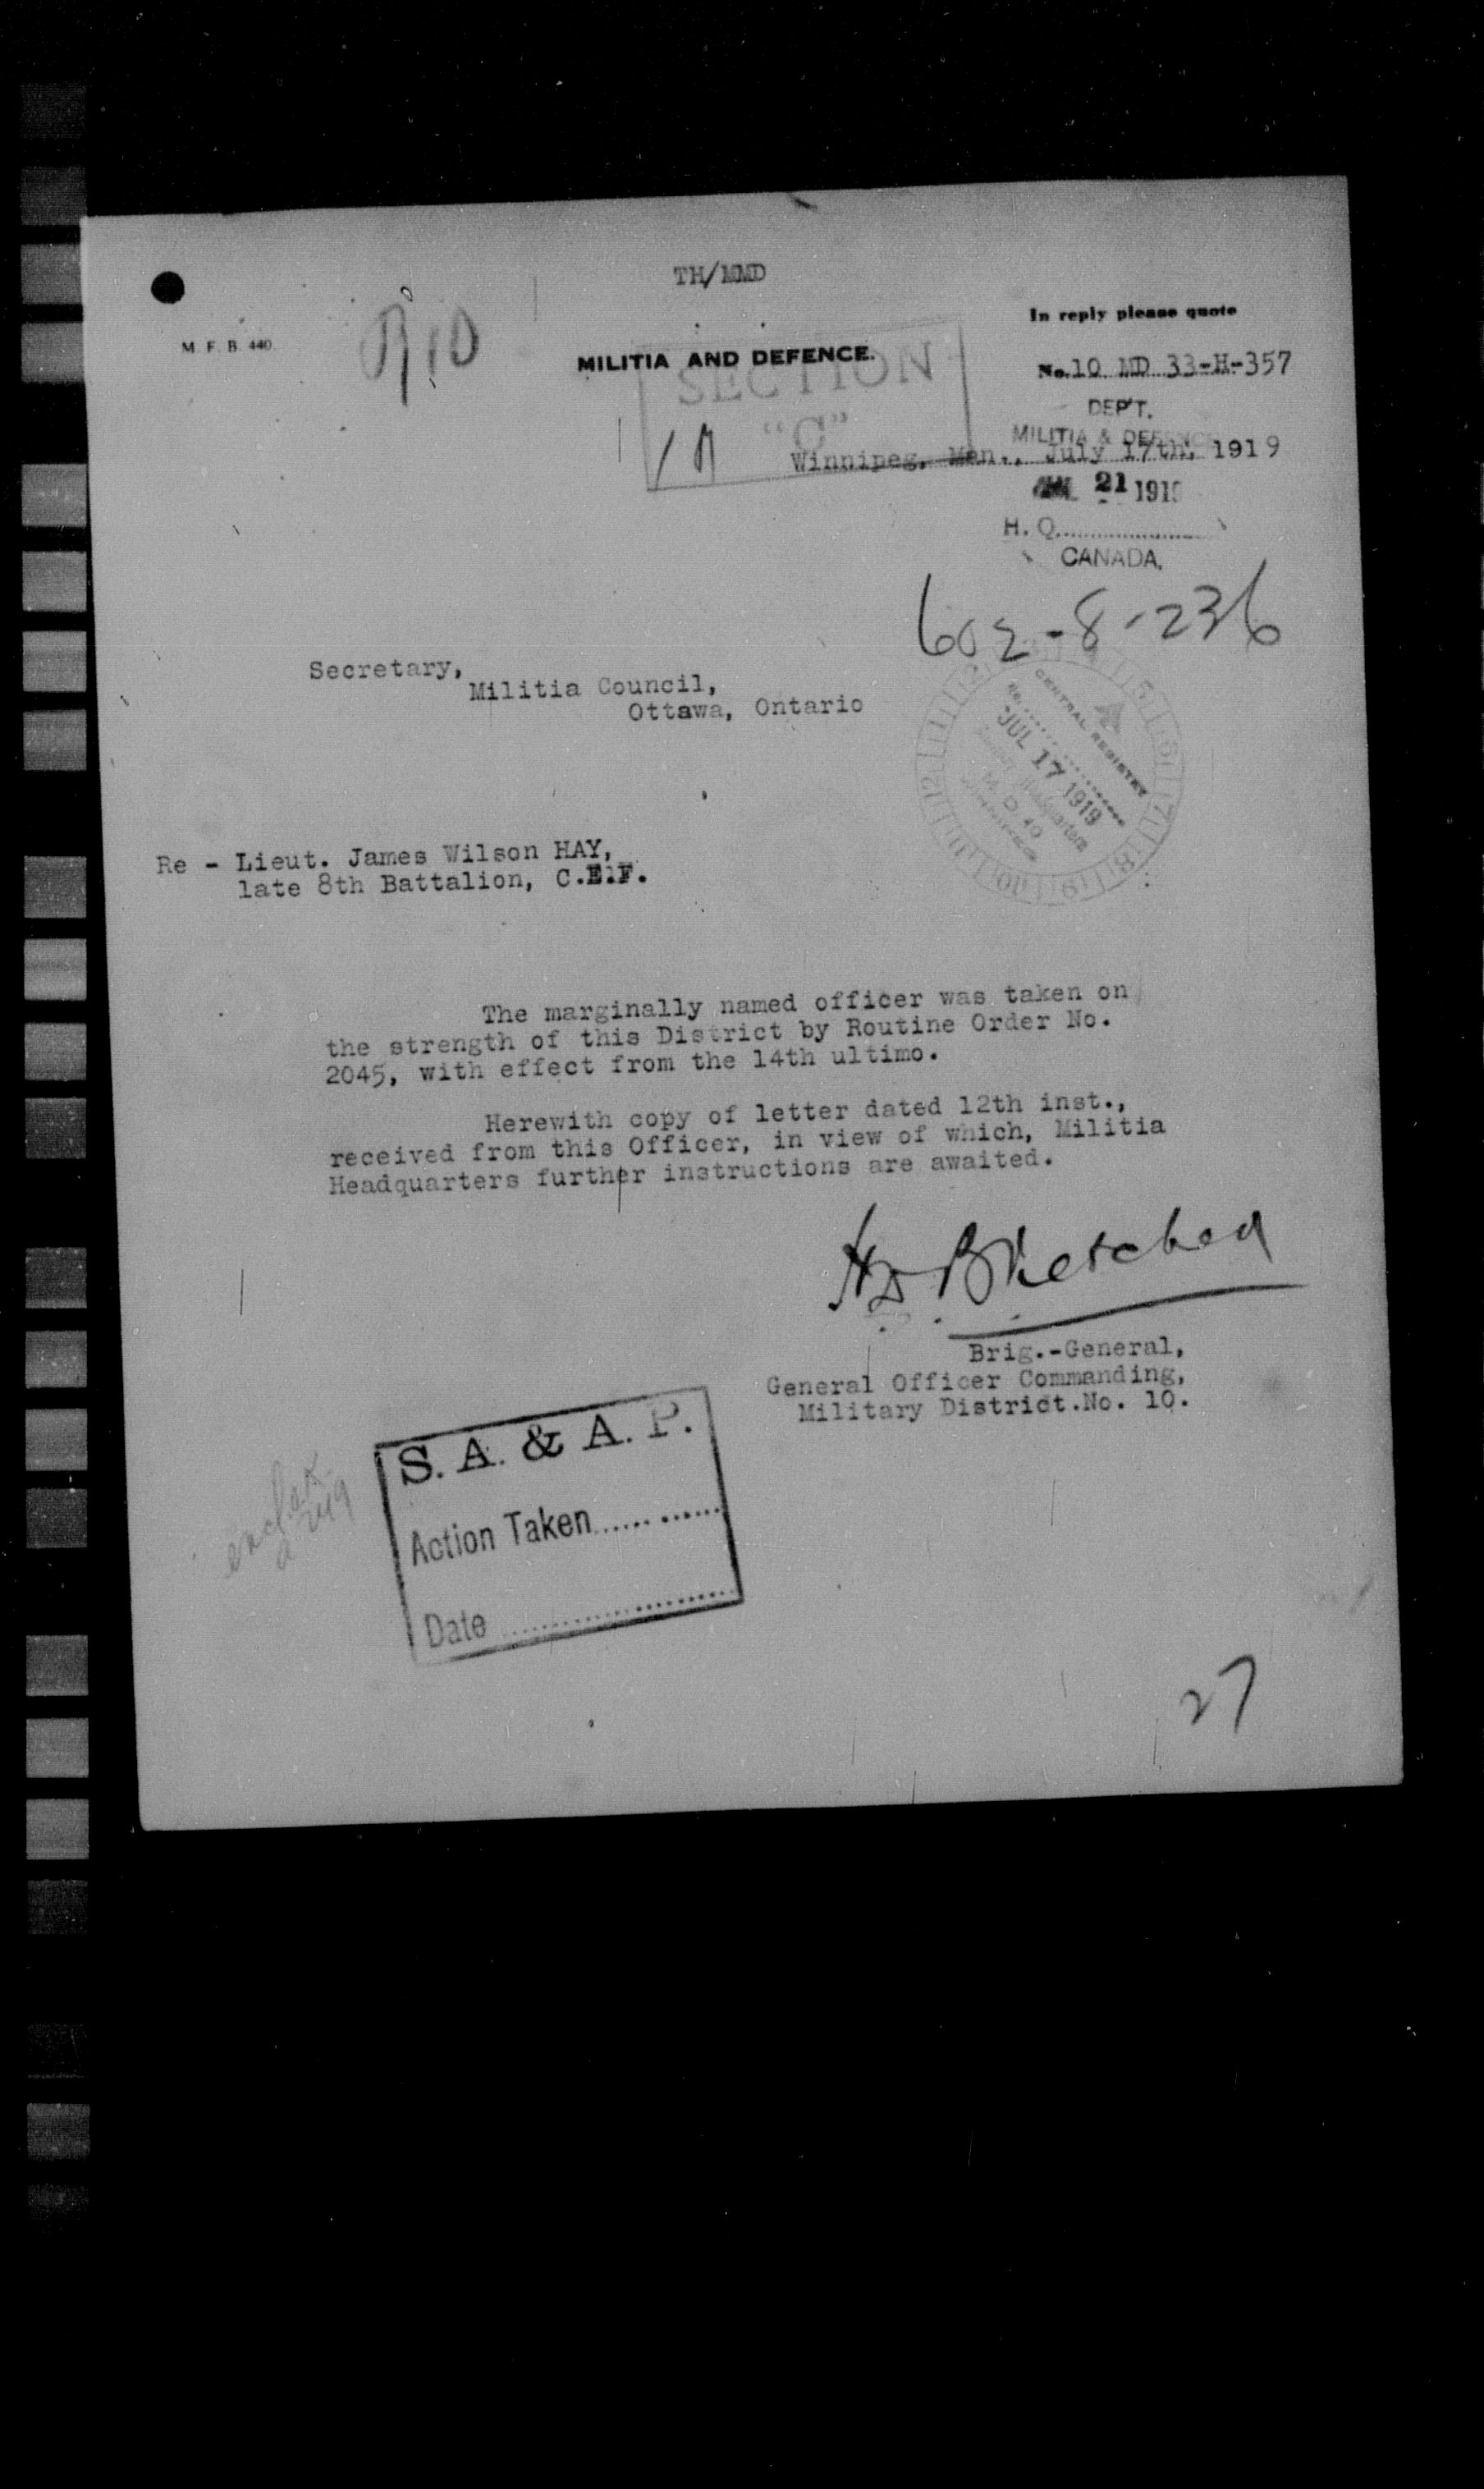 TH/MMD
In reply please quote
M. F. B. 440.
MILITIA AND DEFENCE.
No. 10 MD 33-H-357
SECTION
"C"
DEP'T.
MILITIA & DEFENCE
Winnipeg, Man., July 17th, 1919
21 191
H. Q.
CANADA.
602-8-236
Secretary,
Militia Council,
Ottawa, Ontario
CENTRAL REGISTRY
JUL 17 1919
M. D. 10
Re - Lieut. James Wilson HAY,
late 8th Battalion, C.E.F.
The marginally named officer was taken on
the strength of this District by Routine Order No.
2045, with effect from the 14th ultimo.
Herewith copy of letter dated 12th inst.,
received from this Officer, in view of which, Militia
Headquarters further instructions are awaited.
Brig.-General,
General Officer Commanding,
Military District.No. 10.
S. A. & A. P.
Action Taken
Date
27